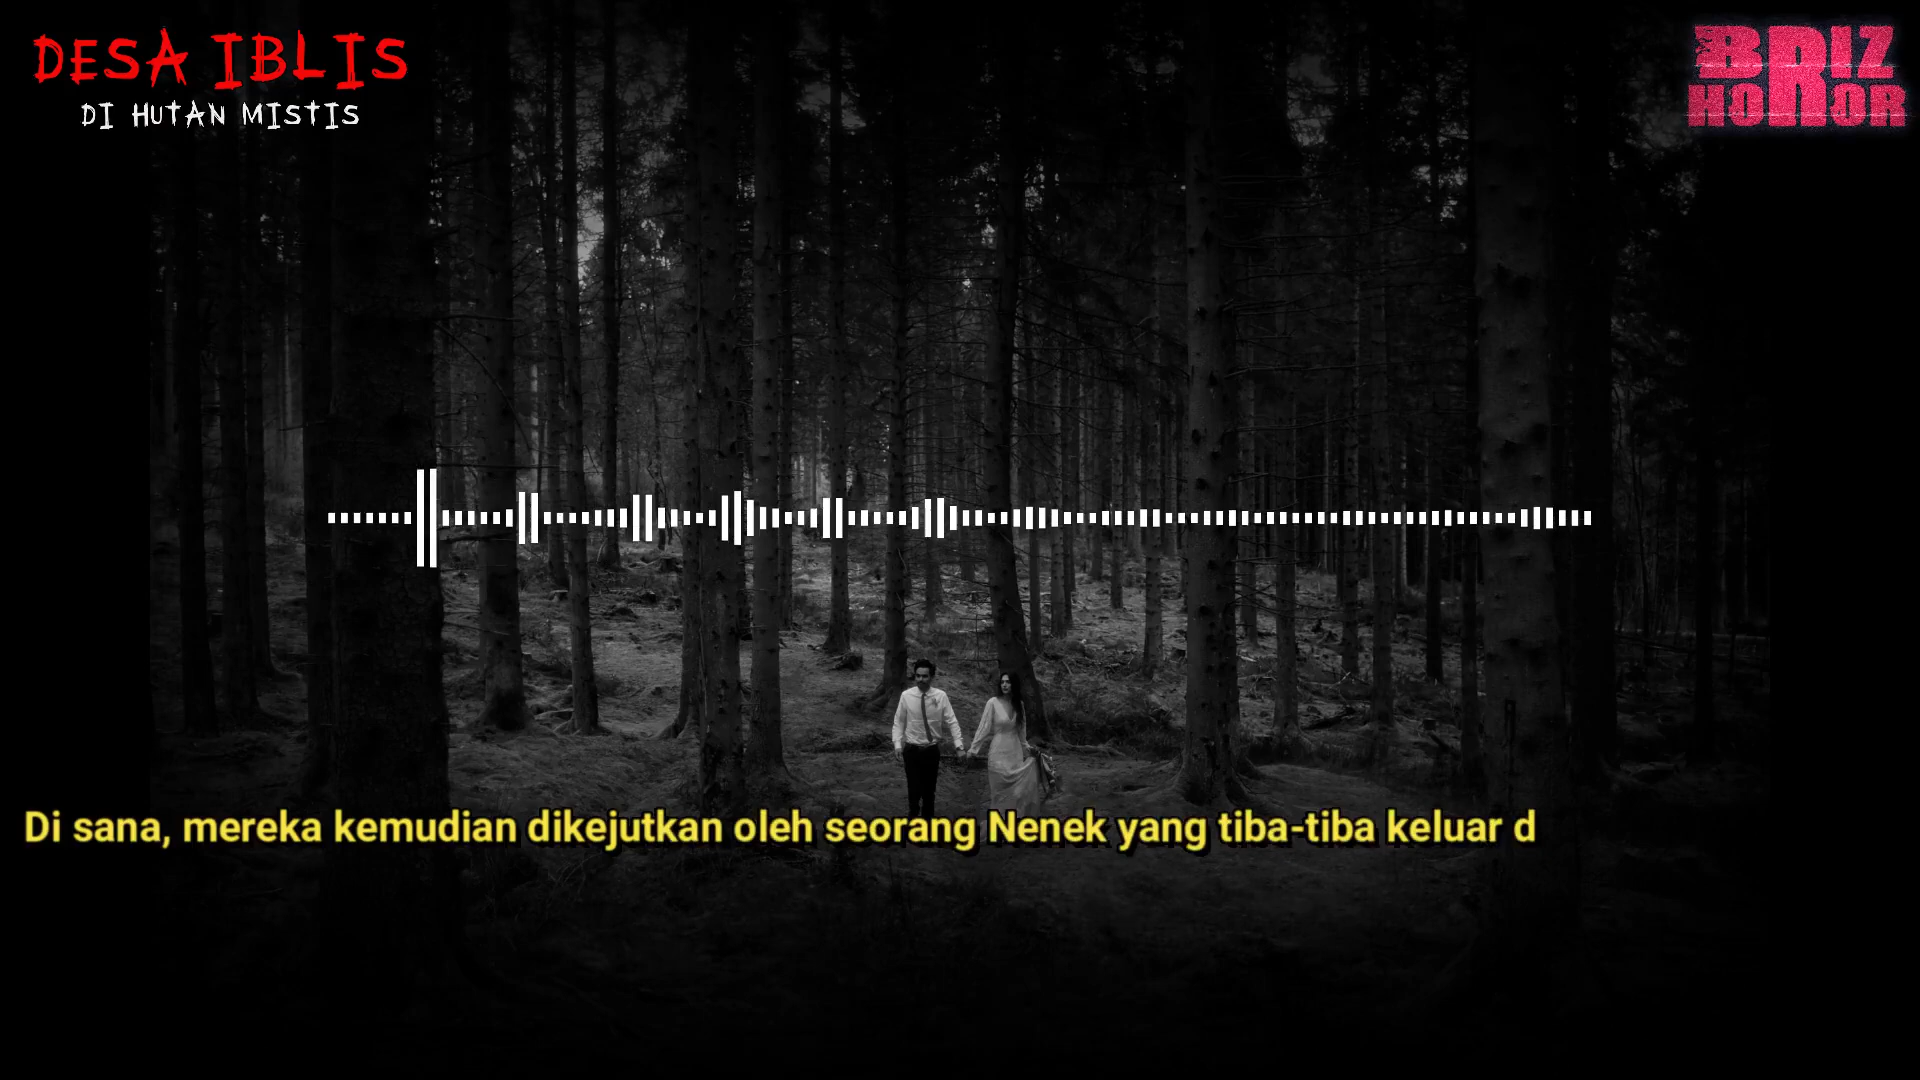 DESA IBLIS
DI HUTAN MISTIS
BRIZ
HORROR
Di sana, mereka kemudian dikejutkan oleh seorang Nenek yang tiba-tiba keluar d